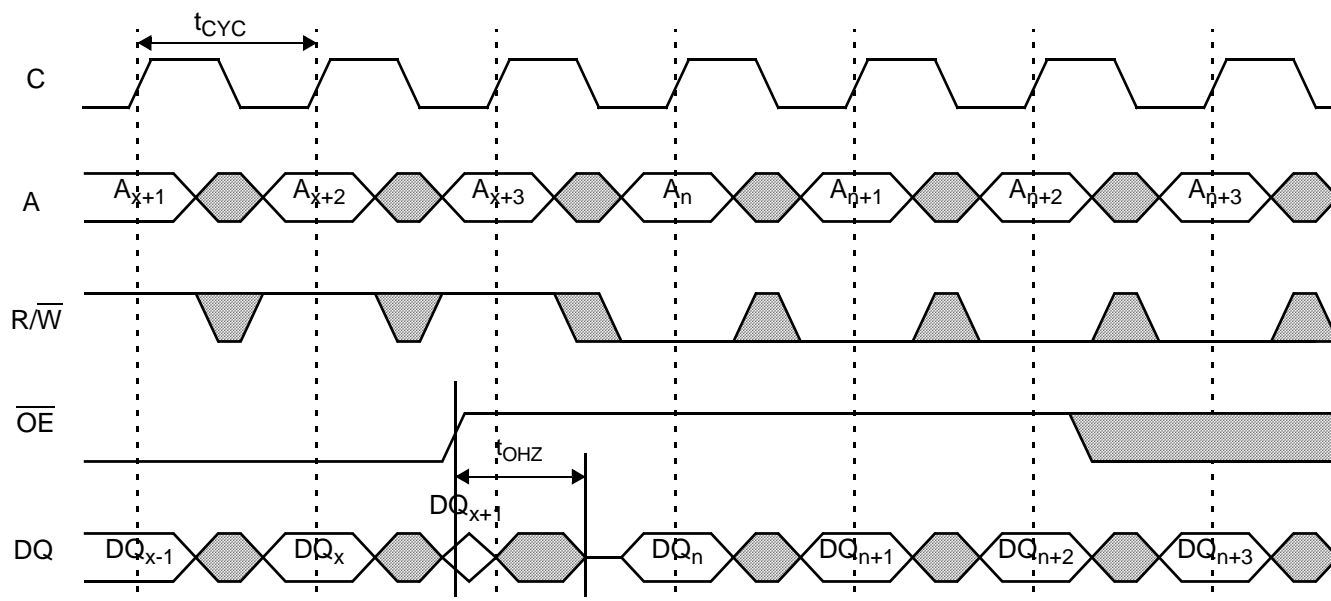 tCYC
C
A Ax+1 Ax+2 Ax+3 An An+1 An+2 An+3
R/W̅
O̅E̅
tOHZ
DQx+1
DQ DQx-1 DQx DQn DQn+1 DQn+2 DQn+3